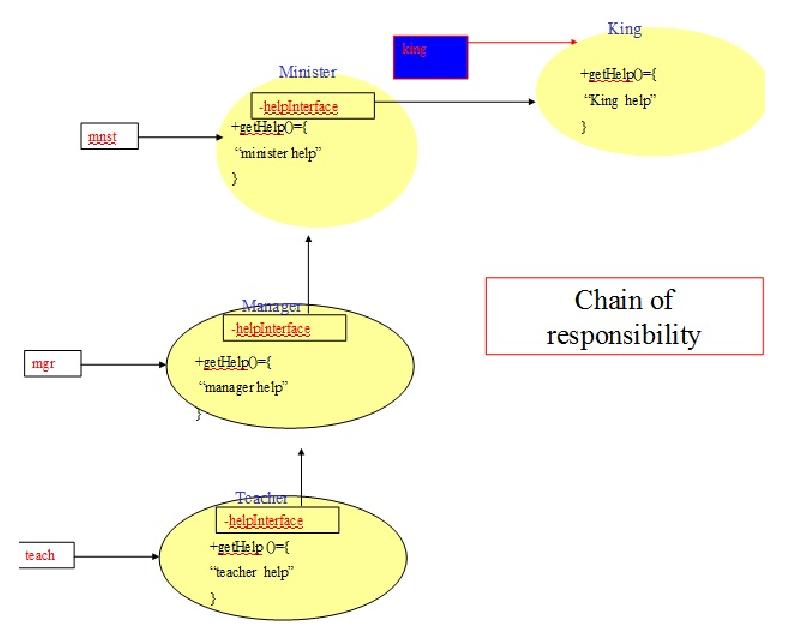 King
king
+getHelp()={
"King help"
}
Minister
-helpInterface
+getHelp()={
"minister help"
}
mnst
Chain of
responsibility
Manager
-helpInterface
+getHelp()={
"manager help"
}
mgr
Teacher
-helpInterface
+getHelp ()={
"teacher help"
}
teach